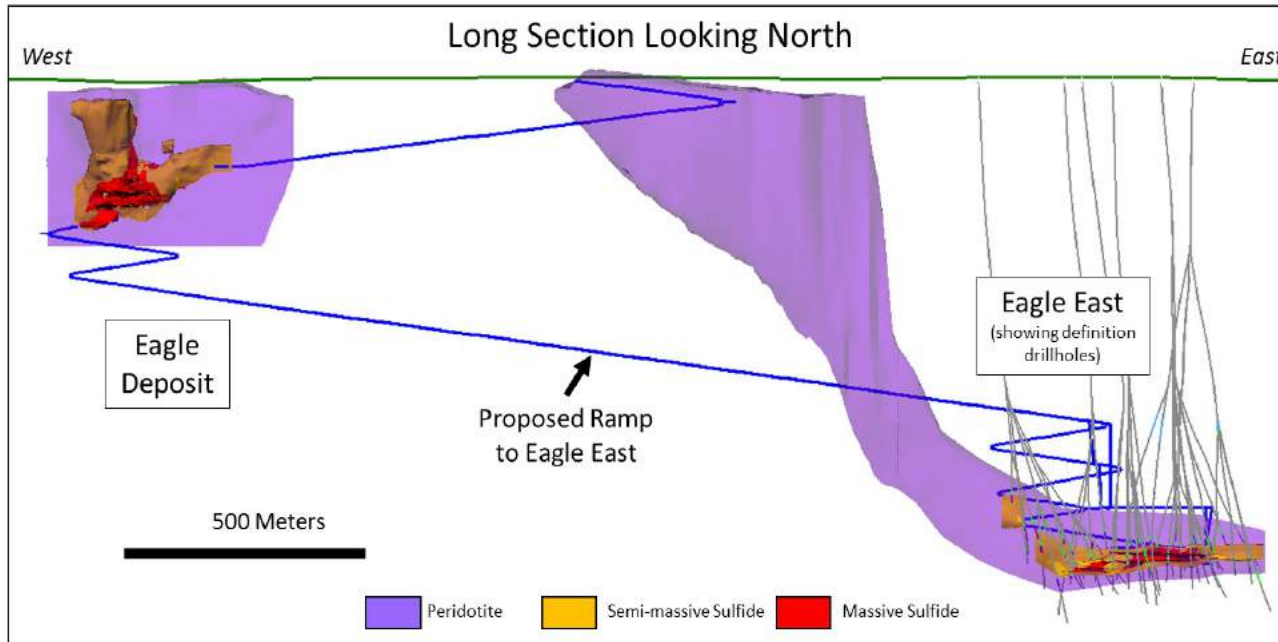 Long Section Looking North
West
East
Eagle
Deposit
Eagle East
(showing definition
drillholes)
Proposed Ramp
to Eagle East
500 Meters
Peridotite
Semi-massive Sulfide
Massive Sulfide